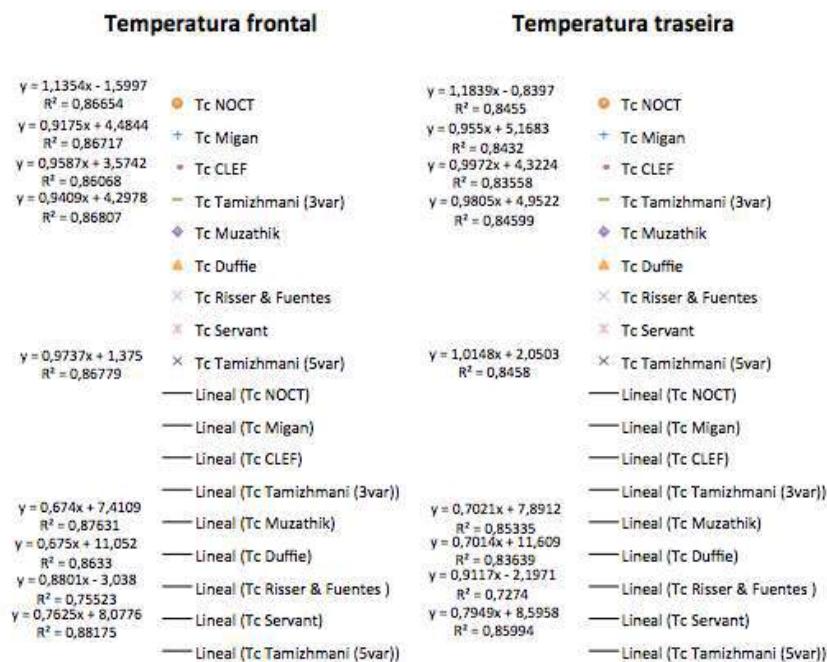 Temperatura frontal
y = 1,1354x - 1,5997
R² = 0,86654
y = 0,9175x + 4,4844
R² = 0,86717
y = 0,9587x + 3,5742
R² = 0,86068
y = 0,9409x + 4,2978
R² = 0,86807
y = 0,9737x + 1,375
R² = 0,86779
y = 0,674x + 7,4109
R² = 0,87631
y = 0,675x + 11,052
R² = 0,8633
y = 0,8801x - 3,038
R² = 0,75523
y = 0,7625x + 8,0776
R² = 0,88175
Tc NOCT
Tc Migan
Tc CLEF
Tc Tamizhmani (3var)
Tc Muzathik
Tc Duffie
Tc Risser & Fuentes
Tc Servant
Tc Tamizhmani (5var)
Lineal (Tc NOCT)
Lineal (Tc Migan)
Lineal (Tc CLEF)
Lineal (Tc Tamizhmani (3var))
Lineal (Tc Muzathik)
Lineal (Tc Duffie)
Lineal (Tc Risser & Fuentes )
Lineal (Tc Servant)
Lineal (Tc Tamizhmani (5var))
Temperatura traseira
y = 1,1839x - 0,8397
R² = 0,8455
y = 0,955x + 5,1683
R² = 0,8432
y = 0,9972x + 4,3224
R² = 0,83558
y = 0,9805x + 4,9522
R² = 0,84599
y = 1,0148x + 2,0503
R² = 0,8458
y = 0,7021x + 7,8912
R² = 0,85335
y = 0,7014x + 11,609
R² = 0,83639
y = 0,9117x - 2,1971
R² = 0,7274
y = 0,7949x + 8,5958
R² = 0,85994
Tc NOCT
Tc Migan
Tc CLEF
Tc Tamizhmani (3var)
Tc Muzathik
Tc Duffie
Tc Risser & Fuentes
Tc Servant
Tc Tamizhmani (5var)
Lineal (Tc NOCT)
Lineal (Tc Migan)
Lineal (Tc CLEF)
Lineal (Tc Tamizhmani (3var))
Lineal (Tc Muzathik)
Lineal (Tc Duffie)
Lineal (Tc Risser & Fuentes )
Lineal (Tc Servant)
Lineal (Tc Tamizhmani (5var))